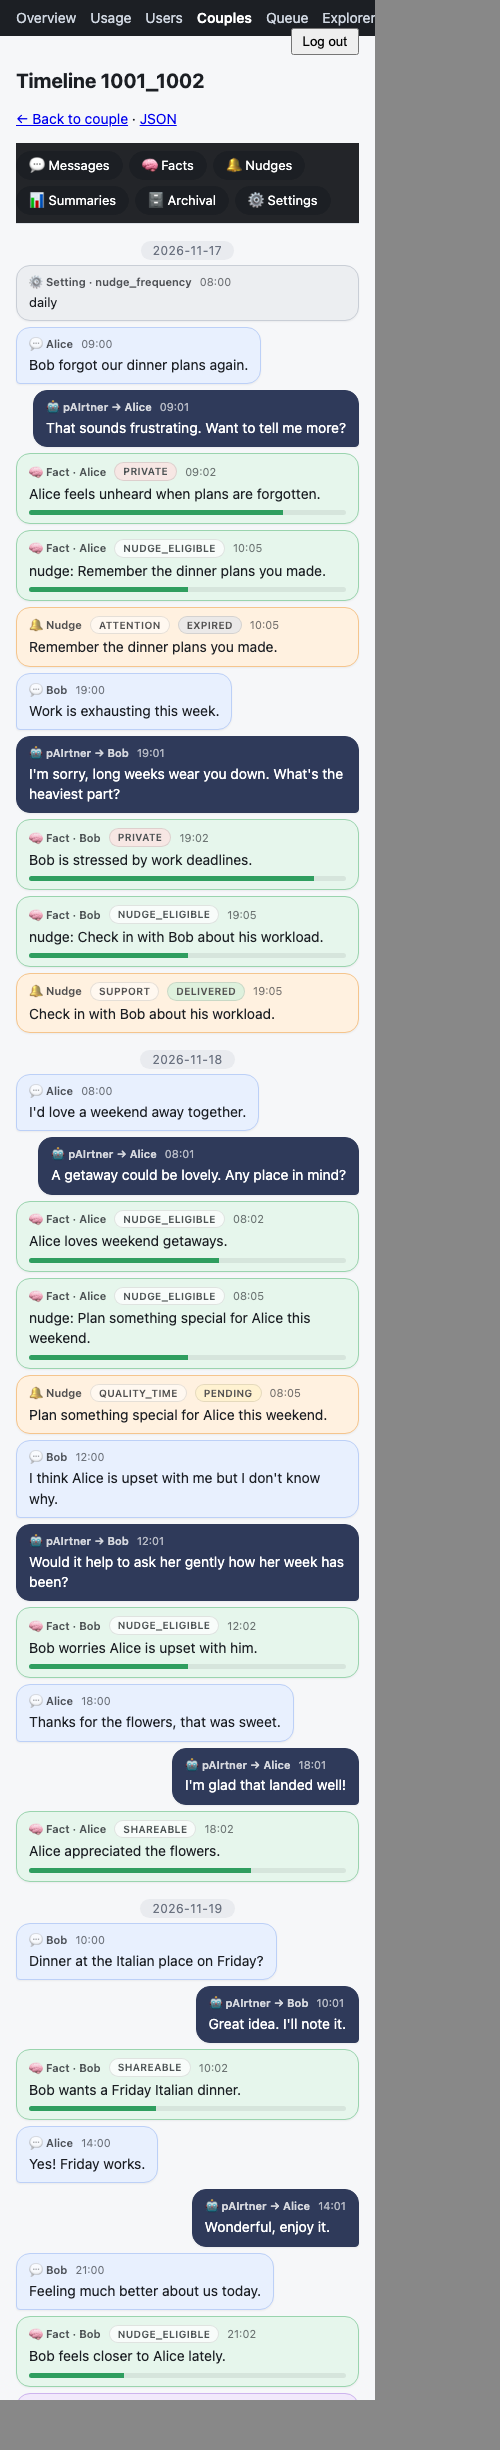 Overview Usage Users Couples Queue Explorer
Log out
Timeline 1001_1002
← Back to couple · JSON
💬 Messages 🧠 Facts 🔔 Nudges
📊 Summaries 🗄️ Archival ⚙️ Settings
2026-11-17
⚙️ Setting · nudge_frequency 08:00
daily
💬 Alice 09:00
Bob forgot our dinner plans again.
🤖 pAIrtner → Alice 09:01
That sounds frustrating. Want to tell me more?
🧠 Fact · Alice PRIVATE 09:02
Alice feels unheard when plans are forgotten.
🧠 Fact · Alice NUDGE_ELIGIBLE 10:05
nudge: Remember the dinner plans you made.
🔔 Nudge ATTENTION EXPIRED 10:05
Remember the dinner plans you made.
💬 Bob 19:00
Work is exhausting this week.
🤖 pAIrtner → Bob 19:01
I'm sorry, long weeks wear you down. What's the
heaviest part?
🧠 Fact · Bob PRIVATE 19:02
Bob is stressed by work deadlines.
🧠 Fact · Bob NUDGE_ELIGIBLE 19:05
nudge: Check in with Bob about his workload.
🔔 Nudge SUPPORT DELIVERED 19:05
Check in with Bob about his workload.
2026-11-18
💬 Alice 08:00
I'd love a weekend away together.
🤖 pAIrtner → Alice 08:01
A getaway could be lovely. Any place in mind?
🧠 Fact · Alice NUDGE_ELIGIBLE 08:02
Alice loves weekend getaways.
🧠 Fact · Alice NUDGE_ELIGIBLE 08:05
nudge: Plan something special for Alice this
weekend.
🔔 Nudge QUALITY_TIME PENDING 08:05
Plan something special for Alice this weekend.
💬 Bob 12:00
I think Alice is upset with me but I don't know
why.
🤖 pAIrtner → Bob 12:01
Would it help to ask her gently how her week has
been?
🧠 Fact · Bob NUDGE_ELIGIBLE 12:02
Bob worries Alice is upset with him.
💬 Alice 18:00
Thanks for the flowers, that was sweet.
🤖 pAIrtner → Alice 18:01
I'm glad that landed well!
🧠 Fact · Alice SHAREABLE 18:02
Alice appreciated the flowers.
2026-11-19
💬 Bob 10:00
Dinner at the Italian place on Friday?
🤖 pAIrtner → Bob 10:01
Great idea. I'll note it.
🧠 Fact · Bob SHAREABLE 10:02
Bob wants a Friday Italian dinner.
💬 Alice 14:00
Yes! Friday works.
🤖 pAIrtner → Alice 14:01
Wonderful, enjoy it.
💬 Bob 21:00
Feeling much better about us today.
🧠 Fact · Bob NUDGE_ELIGIBLE 21:02
Bob feels closer to Alice lately.